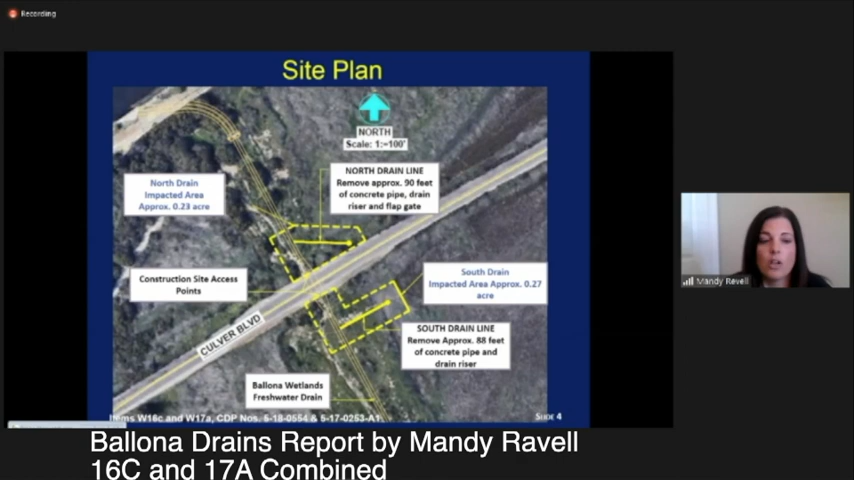 Recording
Site Plan
NORTH
Scale: 1:=100'
NORTH DRAIN LINE
Remove approx. 90 feet
of concrete pipe, drain
riser and flap gate
North Drain
Impacted Area
Approx. 0.23 acre
Construction Site Access
Points
South Drain
Impacted Area Approx. 0.27
acre
CULVER BLVD
SOUTH DRAIN LINE
Remove Approx. 88 feet
of concrete pipe and
drain riser
Ballona Wetlands
Freshwater Drain
Items W16c and W17a, CDP Nos. 5-18-0554 & 5-17-0253-A1
SLIDE 4
Mandy Revell
Ballona Drains Report by Mandy Ravell
16C and 17A Combined